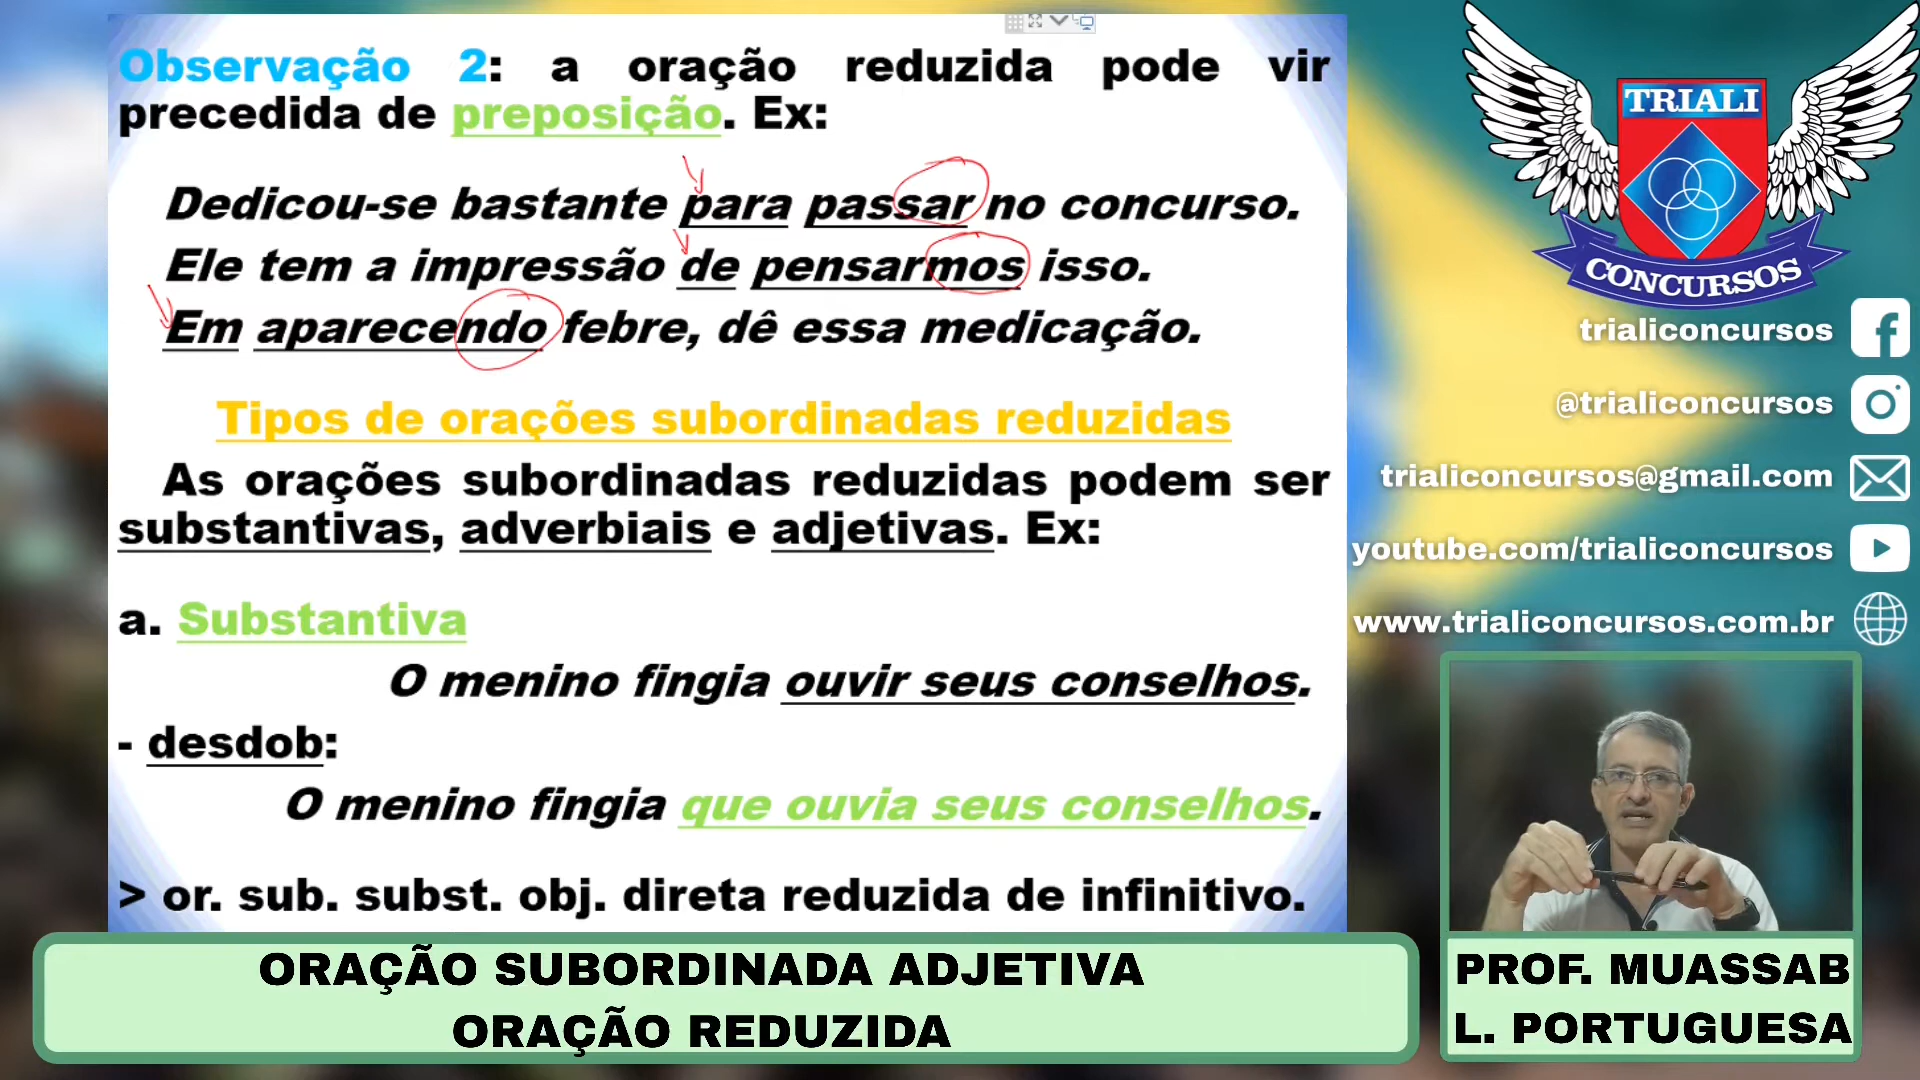 Observação 2: a oração reduzida pode vir
precedida de preposição. Ex:
Dedicou-se bastante para passar no concurso.
Ele tem a impressão de pensarmos isso.
Em aparecendo febre, dê essa medicação.
Tipos de orações subordinadas reduzidas
As orações subordinadas reduzidas podem ser
substantivas, adverbiais e adjetivas. Ex:
a. Substantiva
O menino fingia ouvir seus conselhos.
- desdob:
O menino fingia que ouvia seus conselhos.
> or. sub. subst. obj. direta reduzida de infinitivo.
TRIALI
CONCURSOS
trialiconcursos
@trialiconcursos
trialiconcursos@gmail.com
youtube.com/trialiconcursos
www.trialiconcursos.com.br
ORAÇÃO SUBORDINADA ADJETIVA
ORAÇÃO REDUZIDA
PROF. MUASSAB
L. PORTUGUESA